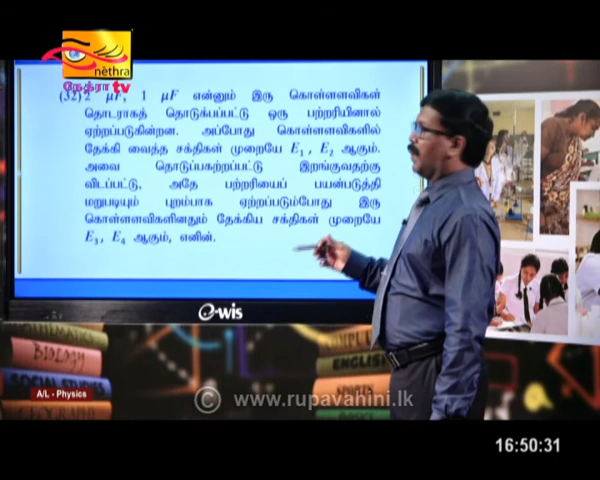 nēthra
நேத்ரா tv
(32) 2 μF, 1 μF என்னும் இரு கொள்ளளவிகள்
தொடராகத் தொடுக்கப்பட்டு ஒரு பற்றரியினால்
ஏற்றப்படுகின்றன. அப்போது கொள்ளளவிகளில்
தேக்கி வைத்த சக்திகள் முறையே E₁ , E₂ ஆகும்.
அவை தொடுப்பகற்றப்பட்டு இறங்குவதற்கு
விடப்பட்டு, அதே பற்றரியைப் பயன்படுத்தி
மறுபடியும் புறம்பாக ஏற்றப்படும்போது இரு
கொள்ளளவிகளினதும் தேக்கிய சக்திகள் முறையே
E₃ , E₄ ஆகும், எனின்.
e-wis
BIOLOGY
SOCIAL STUDIES
GEOGRAPHY
ENGLISH
SPORTS
A/L - Physics
© www.rupavahini.lk
16:50:31